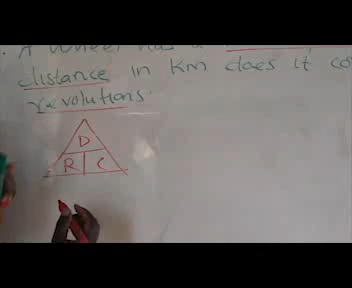 A wheel has a
distance in Km does it co
revolutions.
D
R C